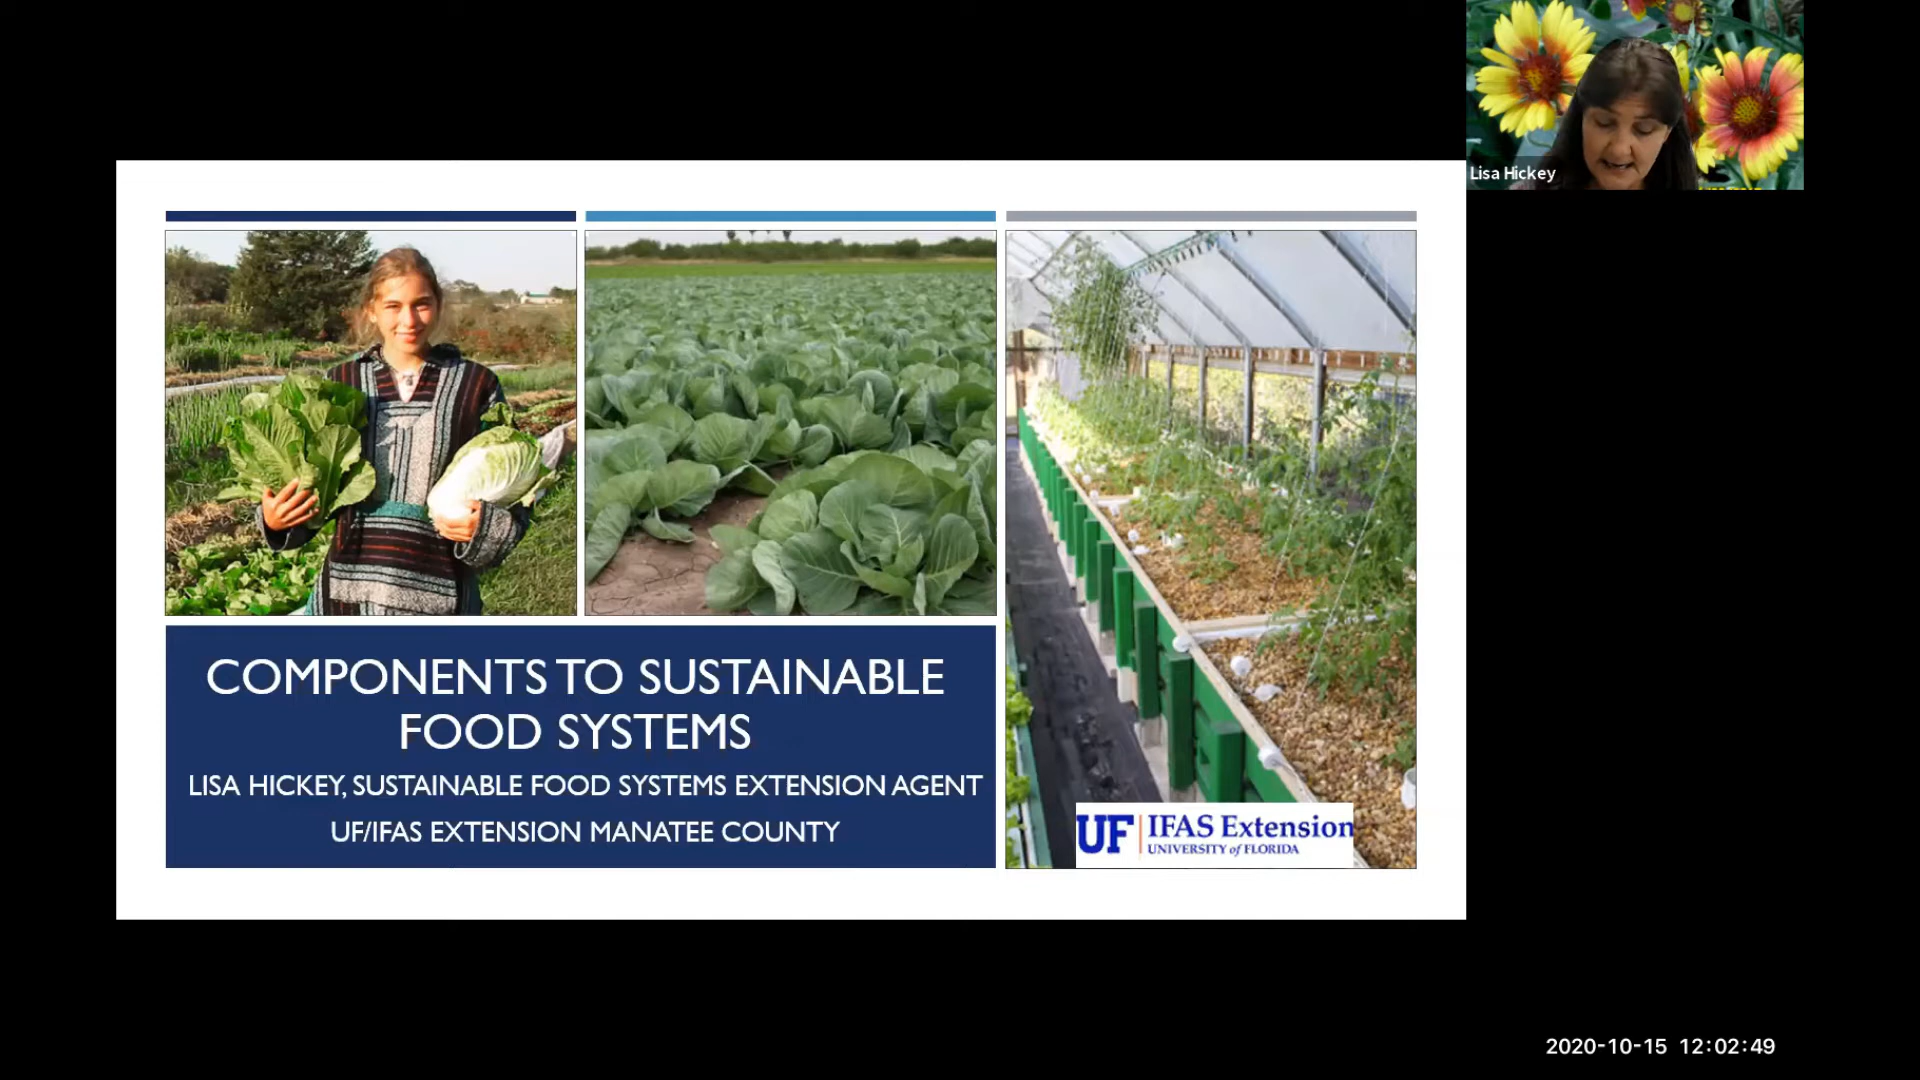 Lisa Hickey
COMPONENTS TO SUSTAINABLE
FOOD SYSTEMS
LISA HICKEY, SUSTAINABLE FOOD SYSTEMS EXTENSION AGENT
UF/IFAS EXTENSION MANATEE COUNTY
UF IFAS Extension
UNIVERSITY of FLORIDA
2020-10-15 12:02:49